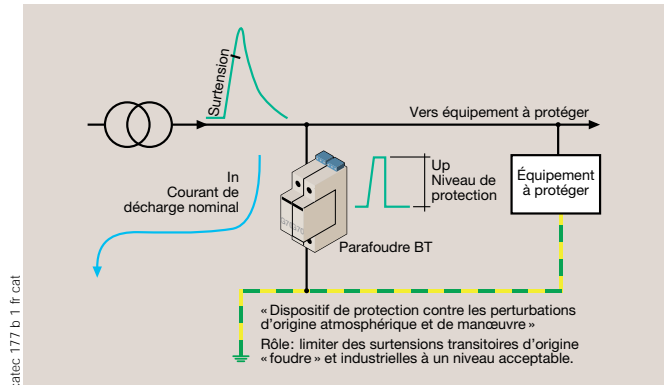 Surtension
Vers équipement à protéger
In
Courant de
décharge nominal
Up
Niveau de
protection
Équipement
à protéger
Parafoudre BT
« Dispositif de protection contre les perturbations
d'origine atmosphérique et de manœuvre »
Rôle: limiter des surtensions transitoires d'origine
« foudre » et industrielles à un niveau acceptable.
catec 177 b 1 fr cat